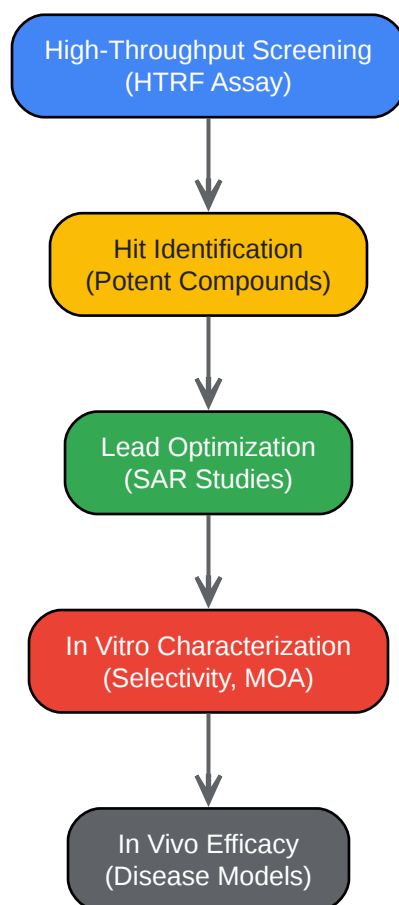 High-Throughput Screening
(HTRF Assay)
Hit Identification
(Potent Compounds)
Lead Optimization
(SAR Studies)
In Vitro Characterization
(Selectivity, MOA)
In Vivo Efficacy
(Disease Models)